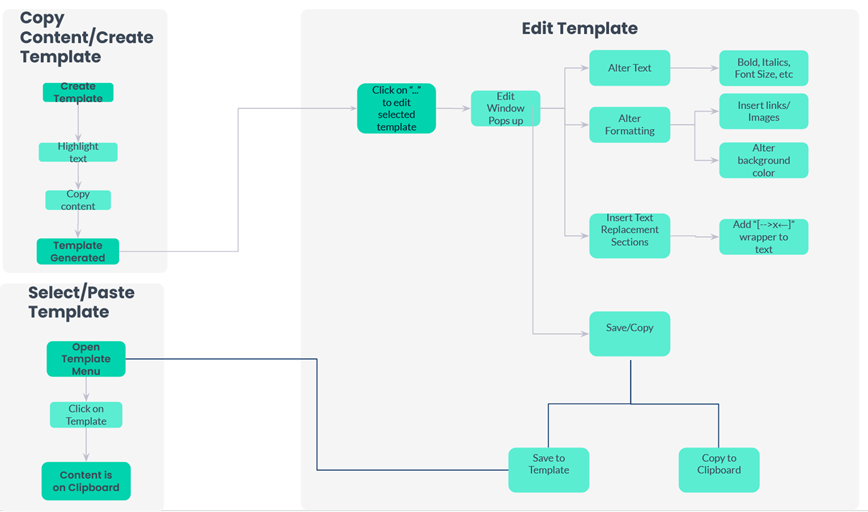 Copy
Content/Create
Template
Create
Template
Highlight
text
Copy
content
Template
Generated
Select/Paste
Template
Open
Template
Menu
Click on
Template
Content is
on Clipboard
Edit Template
Click on "..."
to edit
selected
template
Edit
Window
Pops up
Alter Text
Bold, Italics,
Font Size, etc
Alter
Formatting
Insert links/
Images
Alter
background
color
Insert Text
Replacement
Sections
Add "[-->x<--]"
wrapper to
text
Save/Copy
Save to
Template
Copy to
Clipboard